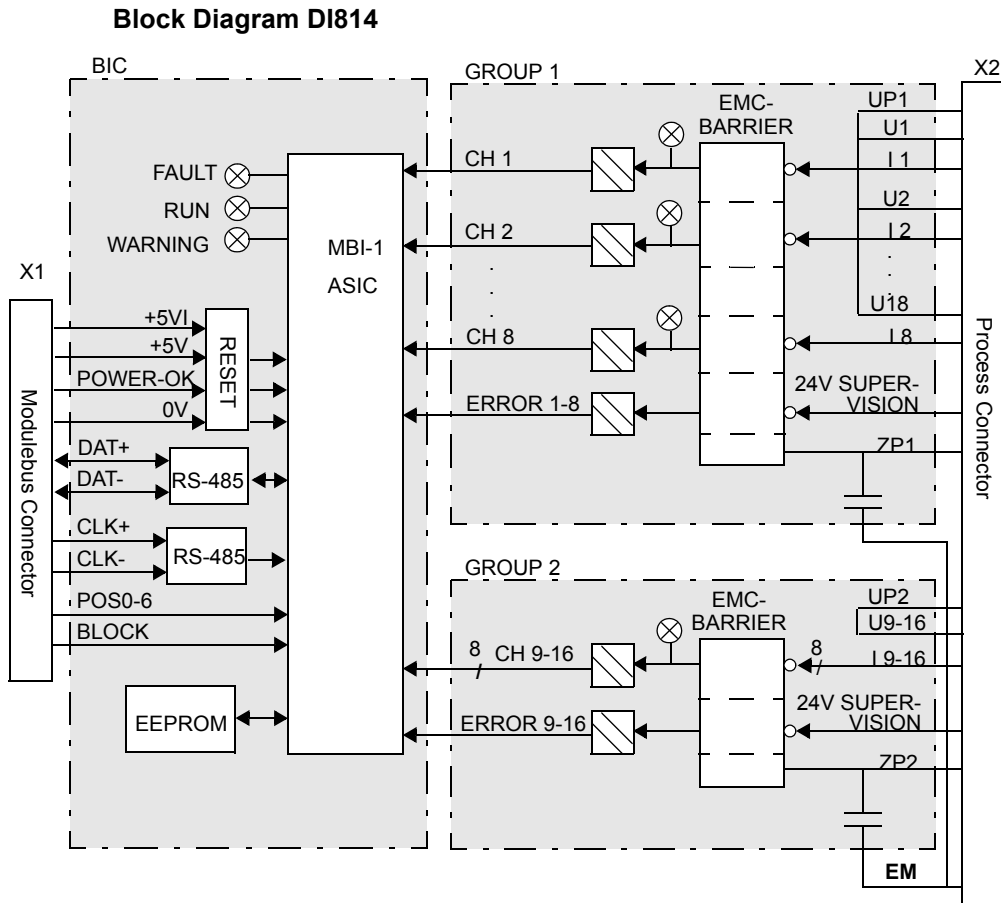 Block Diagram DI814
BIC
GROUP 1
X2
EMC-
BARRIER
UP1
U1
FAULT
CH 1
I 1
RUN
U2
WARNING
CH 2
I 2
MBI-1
ASIC
X1
.
.
.
.
.
.
+5VI
U18
+5V
CH 8
I 8
RESET
POWER-OK
24V SUPER-
VISION
0V
ERROR 1-8
Process Connector
DAT+
ZP1
DAT-
RS-485
Modulebus Connector
CLK+
CLK-
RS-485
GROUP 2
POS0-6
EMC-
BARRIER
UP2
U9-16
BLOCK
8
/
CH 9-16
8
/
I 9-16
EEPROM
24V SUPER-
VISION
ERROR 9-16
ZP2
EM